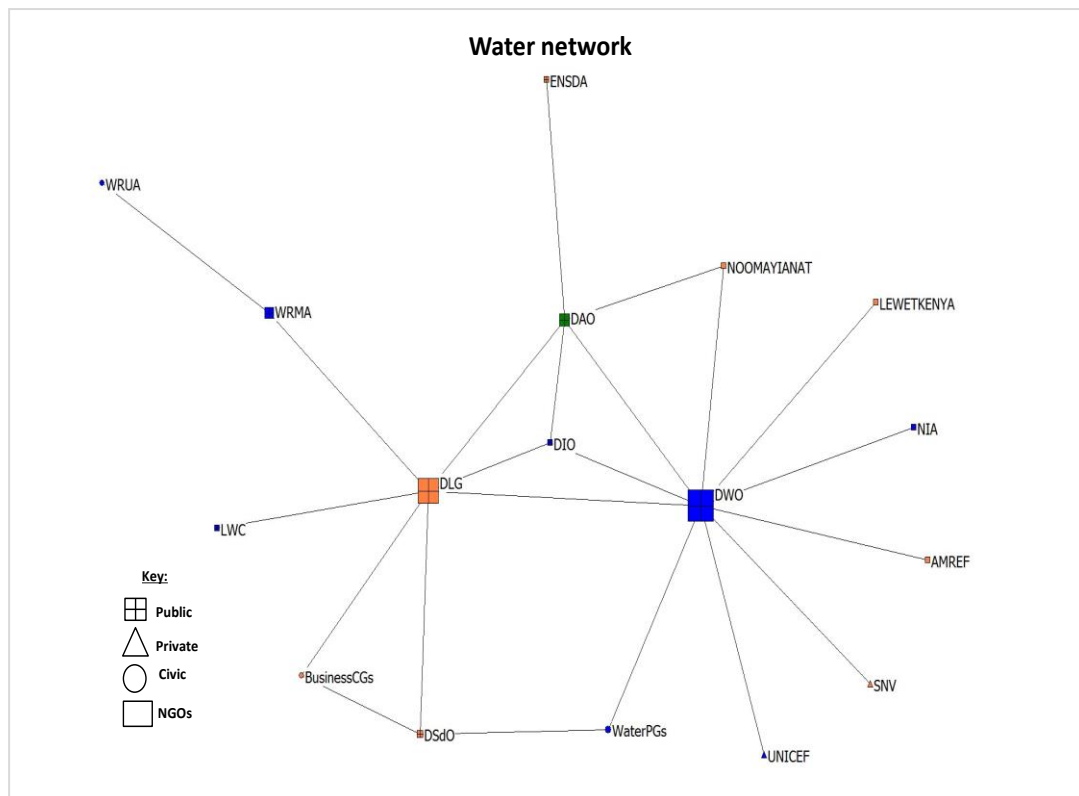 Water network
ENSDA
WRUA
NOOMAYIANAT
LEWETKENYA
WRMA
DAO
NIA
DIO
DLG
DWO
LWC
AMREF
Key:
Public
Private
Civic
NGOs
BusinessCGs
SNV
DSdO
WaterPGs
UNICEF